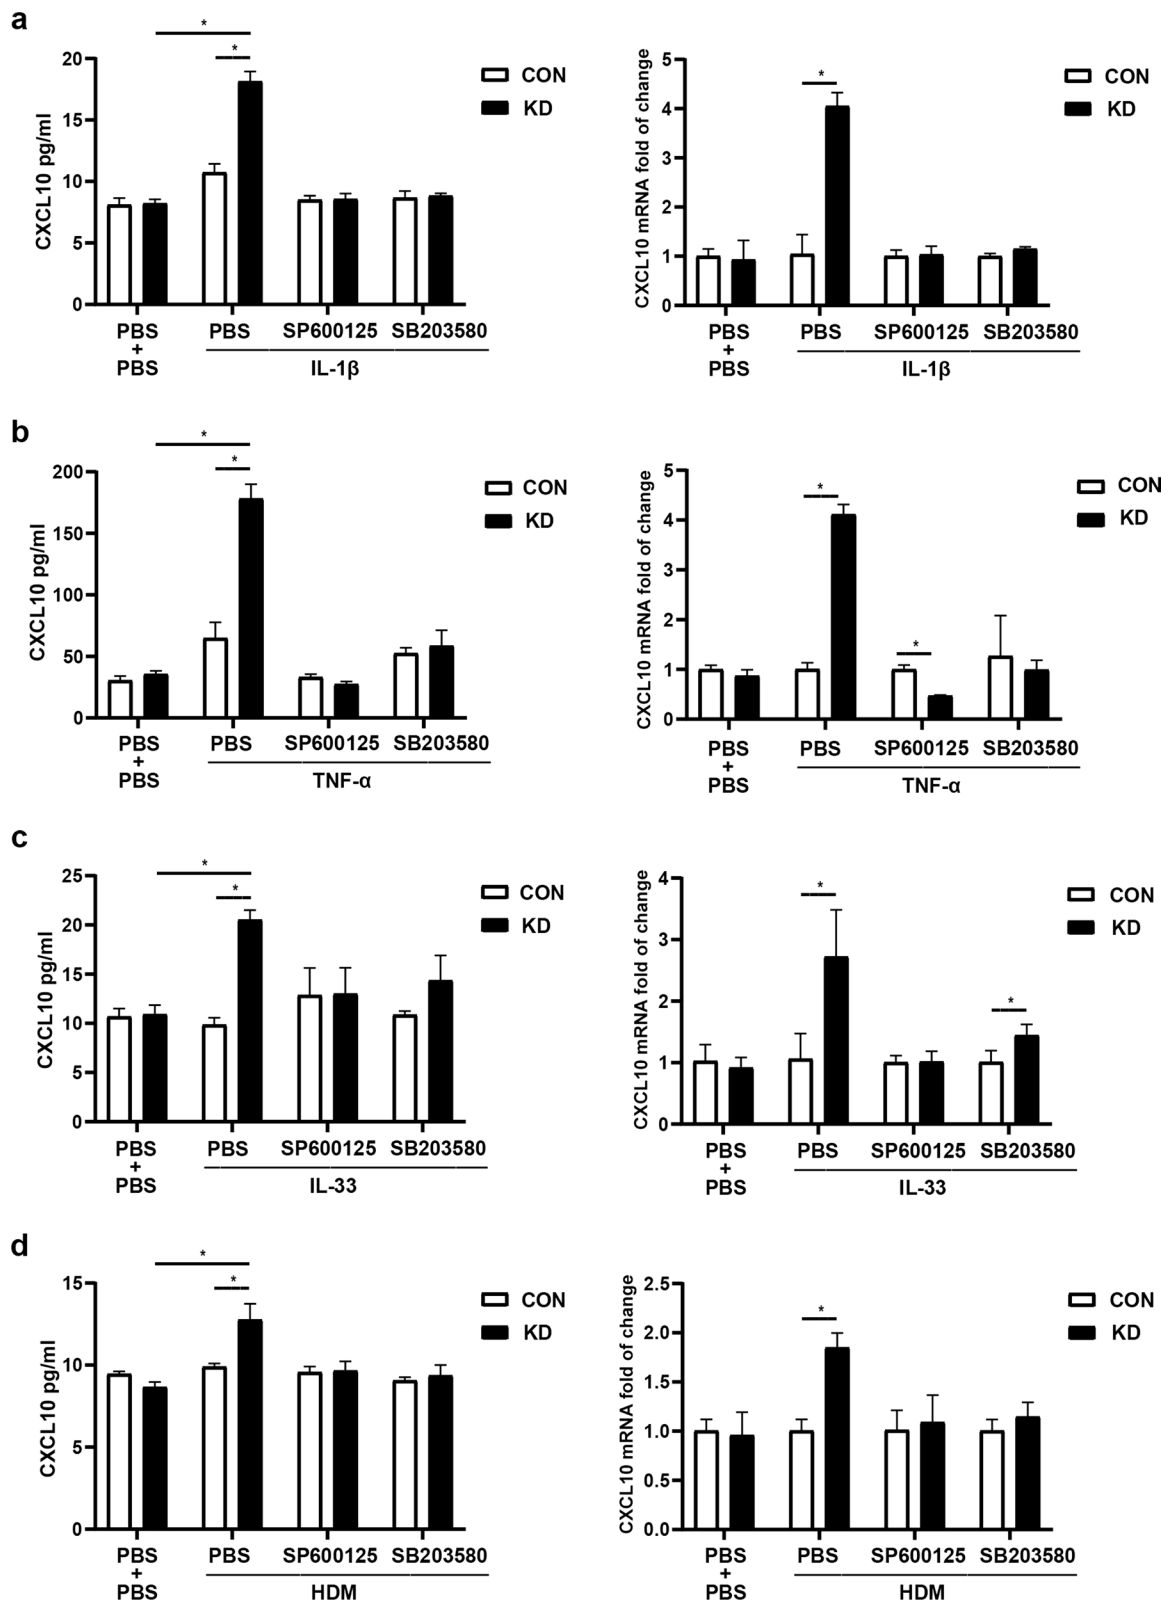 a
*
*
20
15
10
5
0
CXCL10 pg/ml
CON
KD
PBS
+
PBS
PBS SP600125 SB203580
IL-1β
*
5
4
3
2
1
0
CXCL10 mRNA fold of change
CON
KD
PBS
+
PBS
PBS SP600125 SB203580
IL-1β
b
*
*
200
150
100
50
0
CXCL10 pg/ml
CON
KD
PBS
+
PBS
PBS SP600125 SB203580
TNF-α
*
*
5
4
3
2
1
0
CXCL10 mRNA fold of change
CON
KD
PBS
+
PBS
PBS SP600125 SB203580
TNF-α
c
*
*
25
20
15
10
5
0
CXCL10 pg/ml
CON
KD
PBS
+
PBS
PBS SP600125 SB203580
IL-33
*
*
4
3
2
1
0
CXCL10 mRNA fold of change
CON
KD
PBS
+
PBS
PBS SP600125 SB203580
IL-33
d
*
*
15
10
5
0
CXCL10 pg/ml
CON
KD
PBS
+
PBS
PBS SP600125 SB203580
HDM
*
2.5
2.0
1.5
1.0
0.5
0.0
CXCL10 mRNA fold of change
CON
KD
PBS
+
PBS
PBS SP600125 SB203580
HDM